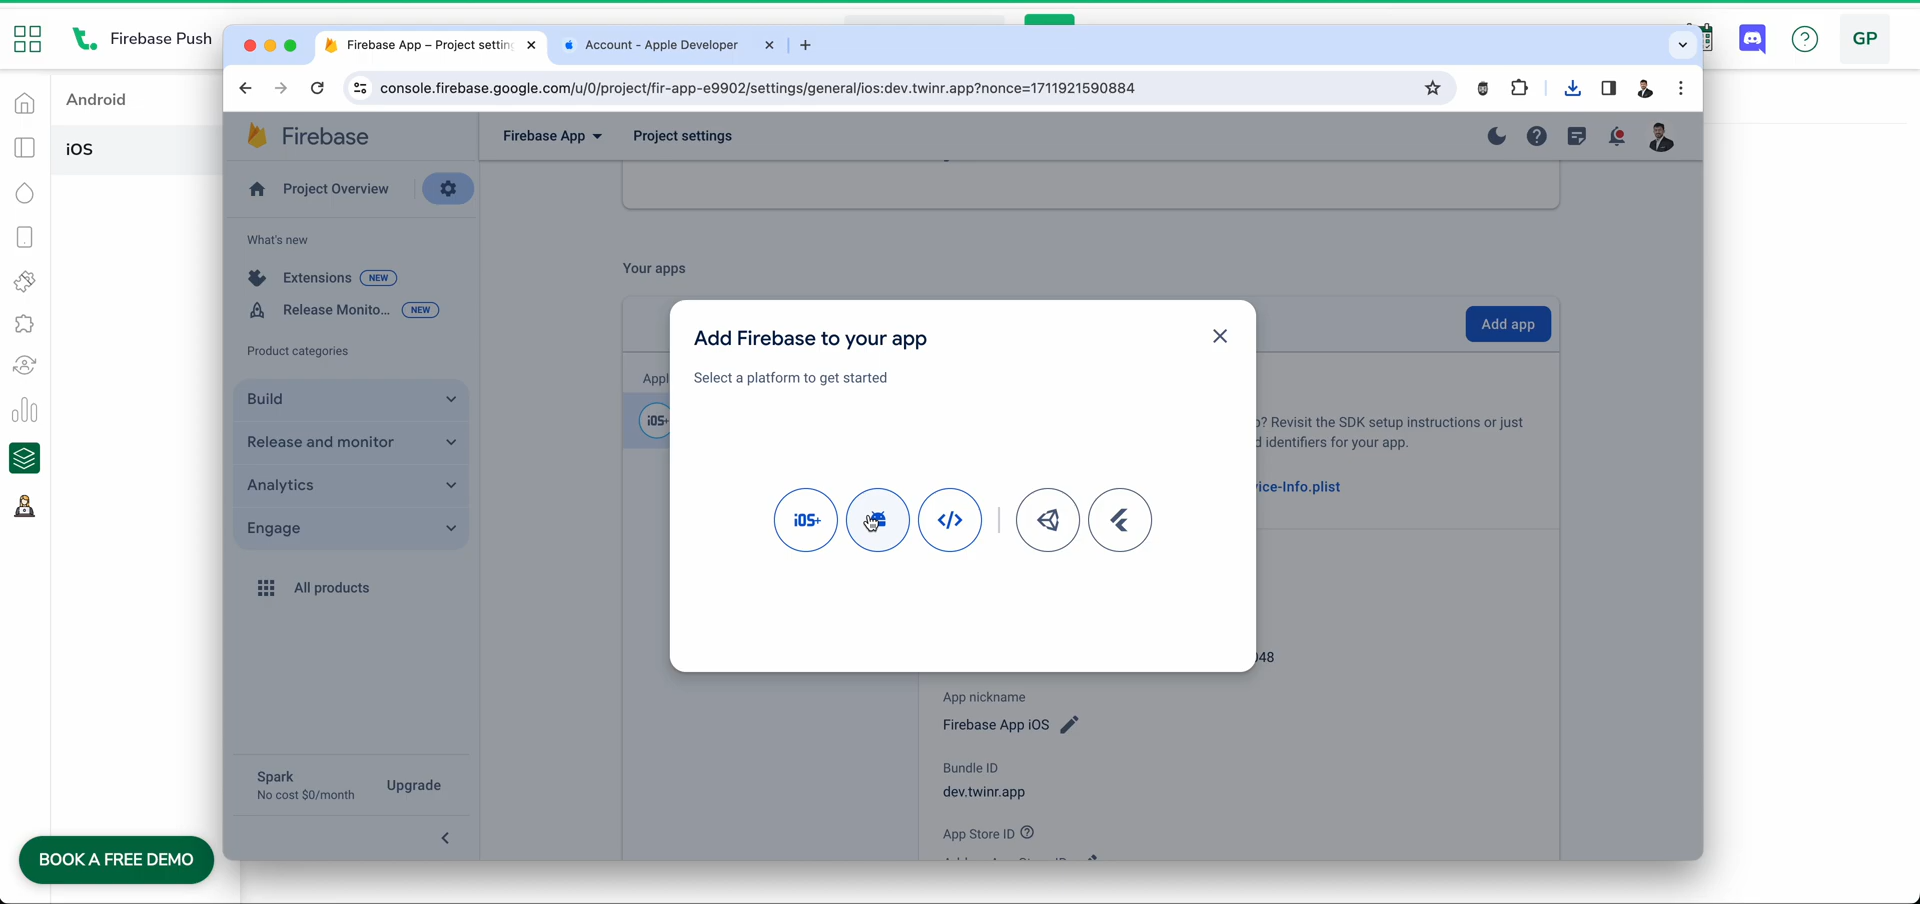 Firebase Push
GP
Android
iOS
BOOK A FREE DEMO
Firebase App – Project settin
Account - Apple Developer
console.firebase.google.com/u/0/project/fir-app-e9902/settings/general/ios:dev.twinr.app?nonce=1711921590884
Firebase
Firebase App
Project settings
Project Overview
What's new
Extensions NEW
Release Monito... NEW
Product categories
Build
Release and monitor
Analytics
Engage
All products
Spark
No cost $0/month
Upgrade
Your apps
Add app
Appl
iOS+
Add Firebase to your app
Select a platform to get started
iOS+
</>
? Revisit the SDK setup instructions or just
d identifiers for your app.
ice-Info.plist
048
App nickname
Firebase App iOS
Bundle ID
dev.twinr.app
App Store ID